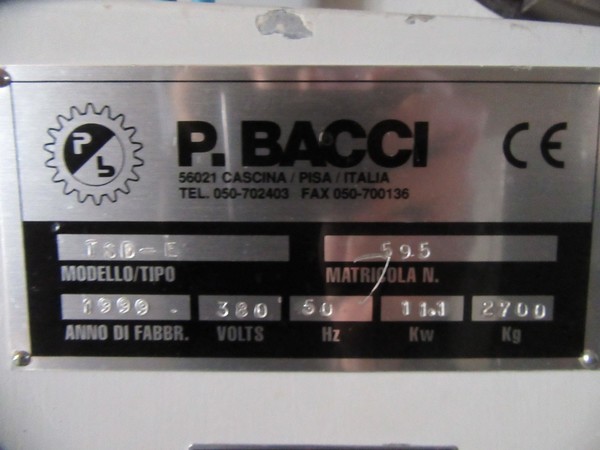 P b
P. BACCI
CE
56021 CASCINA / PISA / ITALIA
TEL. 050-702403 FAX 050-700136
595
MODELLO/TIPO MATRICOLA N.
1999. 380 50 11.1 2700
ANNO DI FABBR. VOLTS Hz Kw Kg